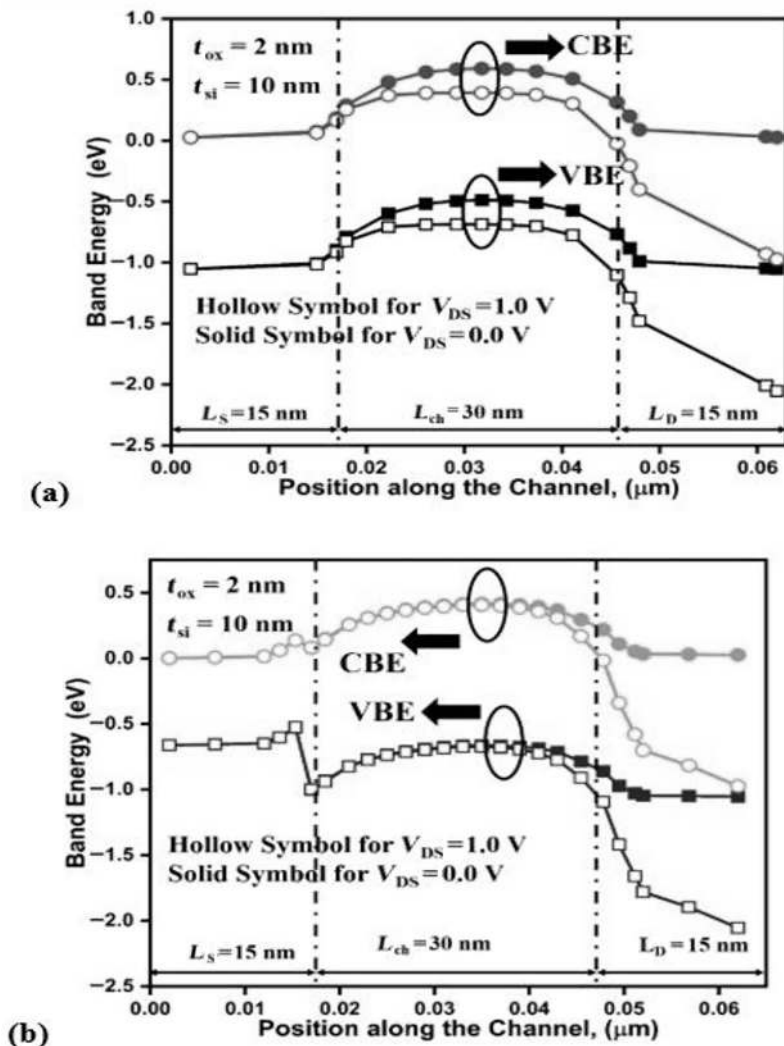 1.0
t_ox = 2 nm
CBE
0.5
t_si = 10 nm
0.0
VBE
−0.5
−1.0
Hollow Symbol for V_DS=1.0 V
−1.5
Solid Symbol for V_DS=0.0 V
−2.0
L_S=15 nm
L_ch=30 nm
L_D=15 nm
−2.5
0.00 0.01 0.02 0.03 0.04 0.05 0.06
Band Energy (eV)
Position along the Channel, (μm)
(a)
0.5
t_ox = 2 nm
t_si = 10 nm
0.0
CBE
VBE
−0.5
−1.0
Hollow Symbol for V_DS=1.0 V
−1.5
Solid Symbol for V_DS=0.0 V
−2.0
L_S=15 nm
L_ch=30 nm
L_D=15 nm
−2.5
0.00 0.01 0.02 0.03 0.04 0.05 0.06
Band Energy (eV)
Position along the Channel, (μm)
(b)